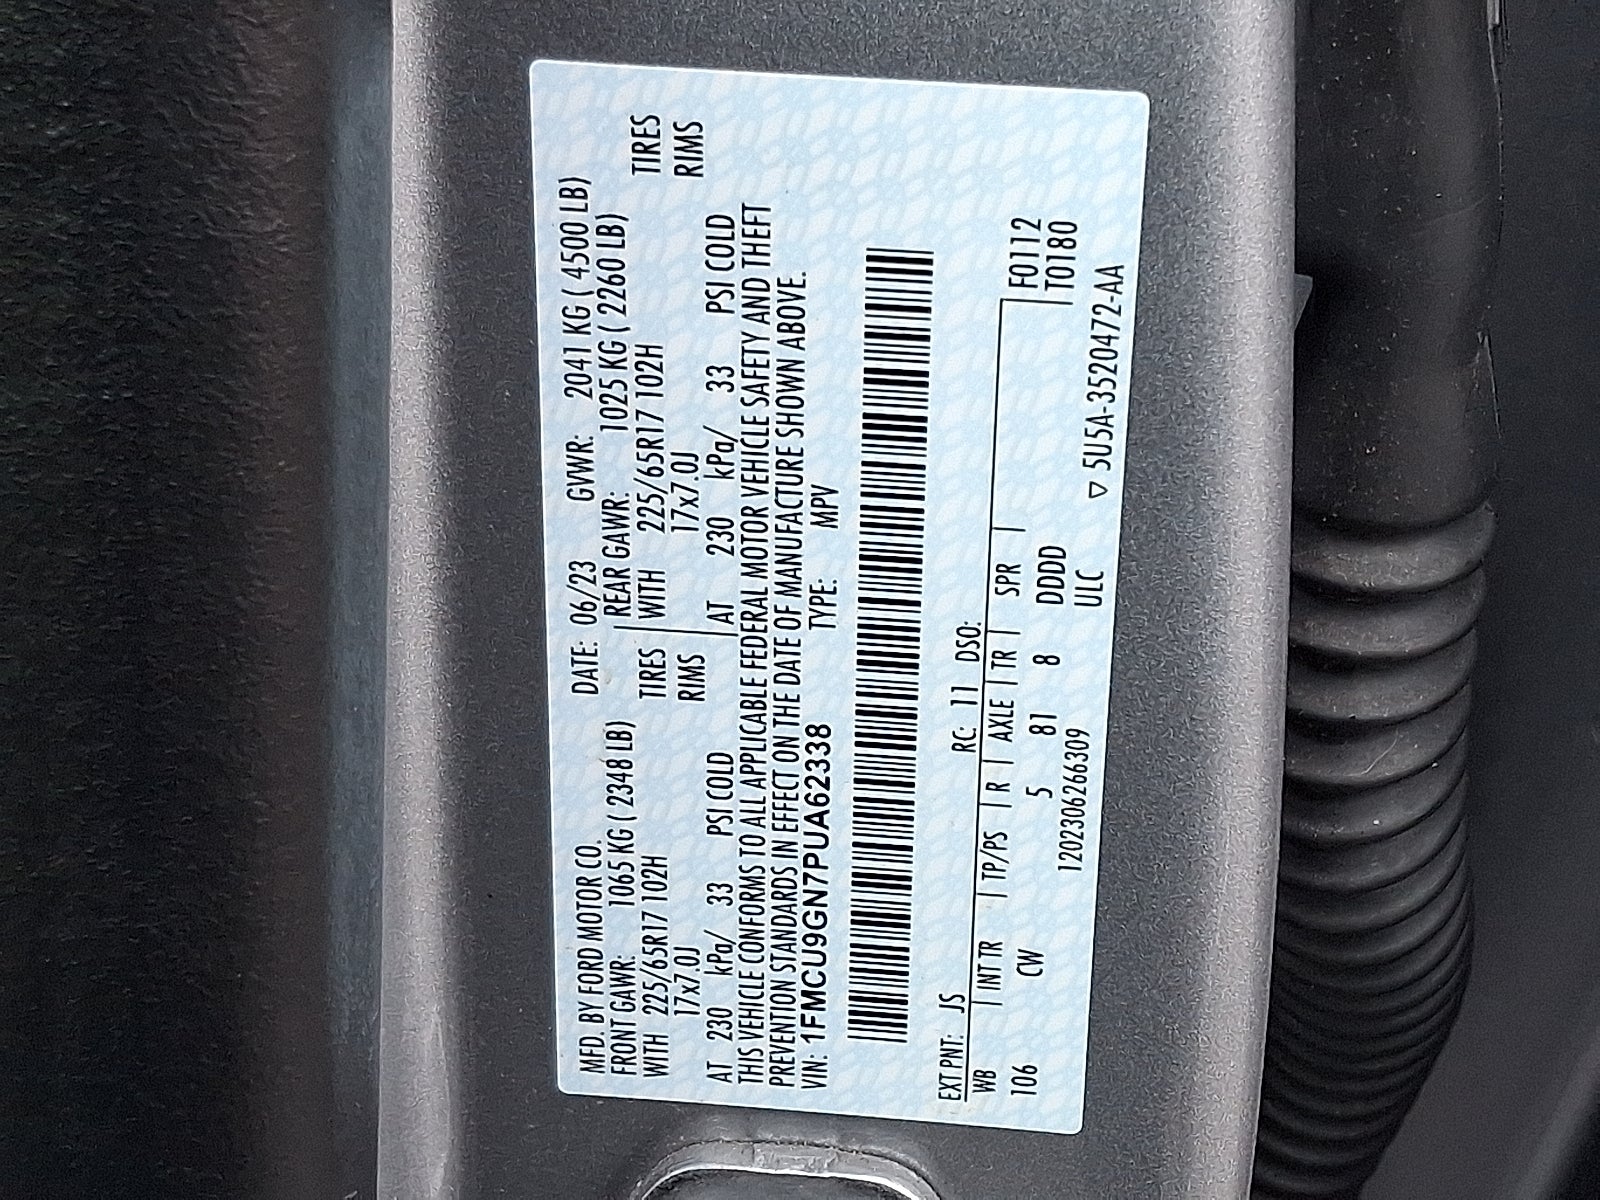 MFD. BY FORD MOTOR CO. DATE: 06/23 GVWR: 2041 KG ( 4500 LB)
FRONT GAWR: 1065 KG ( 2348 LB) REAR GAWR: 1025 KG ( 2260 LB)
WITH 225/65R17 102H TIRES WITH 225/65R17 102H TIRES
17x7.0J RIMS 17x7.0J RIMS
AT 230 kPa/ 33 PSI COLD AT 230 kPa/ 33 PSI COLD
THIS VEHICLE CONFORMS TO ALL APPLICABLE FEDERAL MOTOR VEHICLE SAFETY AND THEFT
PREVENTION STANDARDS IN EFFECT ON THE DATE OF MANUFACTURE SHOWN ABOVE.
VIN: 1FMCU9GN7PUA62338 TYPE: MPV
EXT PNT: JS RC: 11 DSO:
WB | INT TR | TP/PS | R | AXLE | TR | SPR | F0112
106 CW 5 81 8 DDDD T0180
1202306266309 ULC
▽ 5U5A-3520472-AA